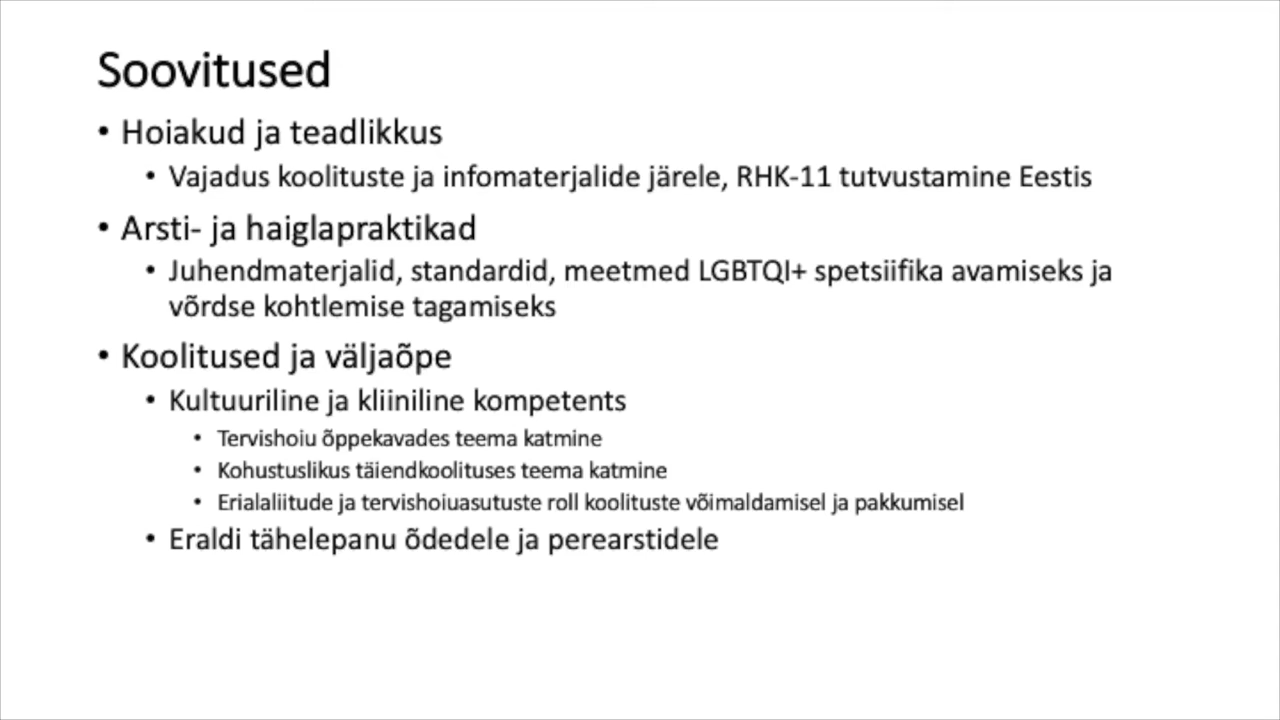 Soovitused
• Hoiakud ja teadlikkus
• Vajadus koolituste ja infomaterjalide järele, RHK-11 tutvustamine Eestis
• Arsti- ja haiglapraktikad
• Juhendmaterjalid, standardid, meetmed LGBTQI+ spetsiifika avamiseks ja
võrdse kohtlemise tagamiseks
• Koolitused ja väljaõpe
• Kultuuriline ja kliiniline kompetents
• Tervishoiu õppekavades teema katmine
• Kohustuslikus täiendkoolituses teema katmine
• Erialaliitude ja tervishoiuasutuste roll koolituste võimaldamisel ja pakkumisel
• Eraldi tähelepanu õdedele ja perearstidele